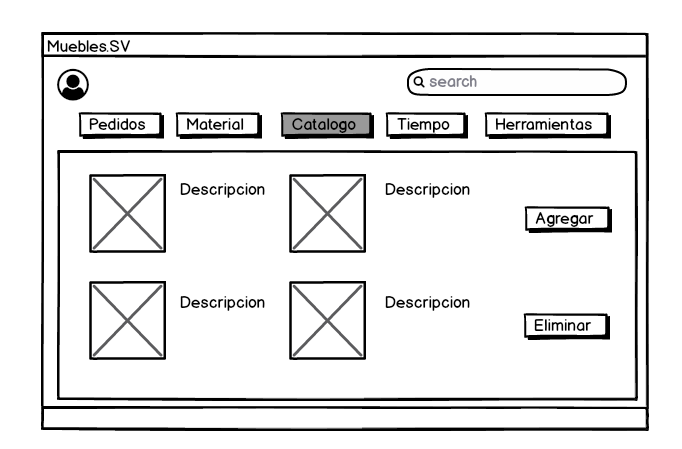 Muebles.SV
search
Pedidos Material Catalogo Tiempo Herramientas
Descripcion Descripcion
Agregar
Descripcion Descripcion
Eliminar